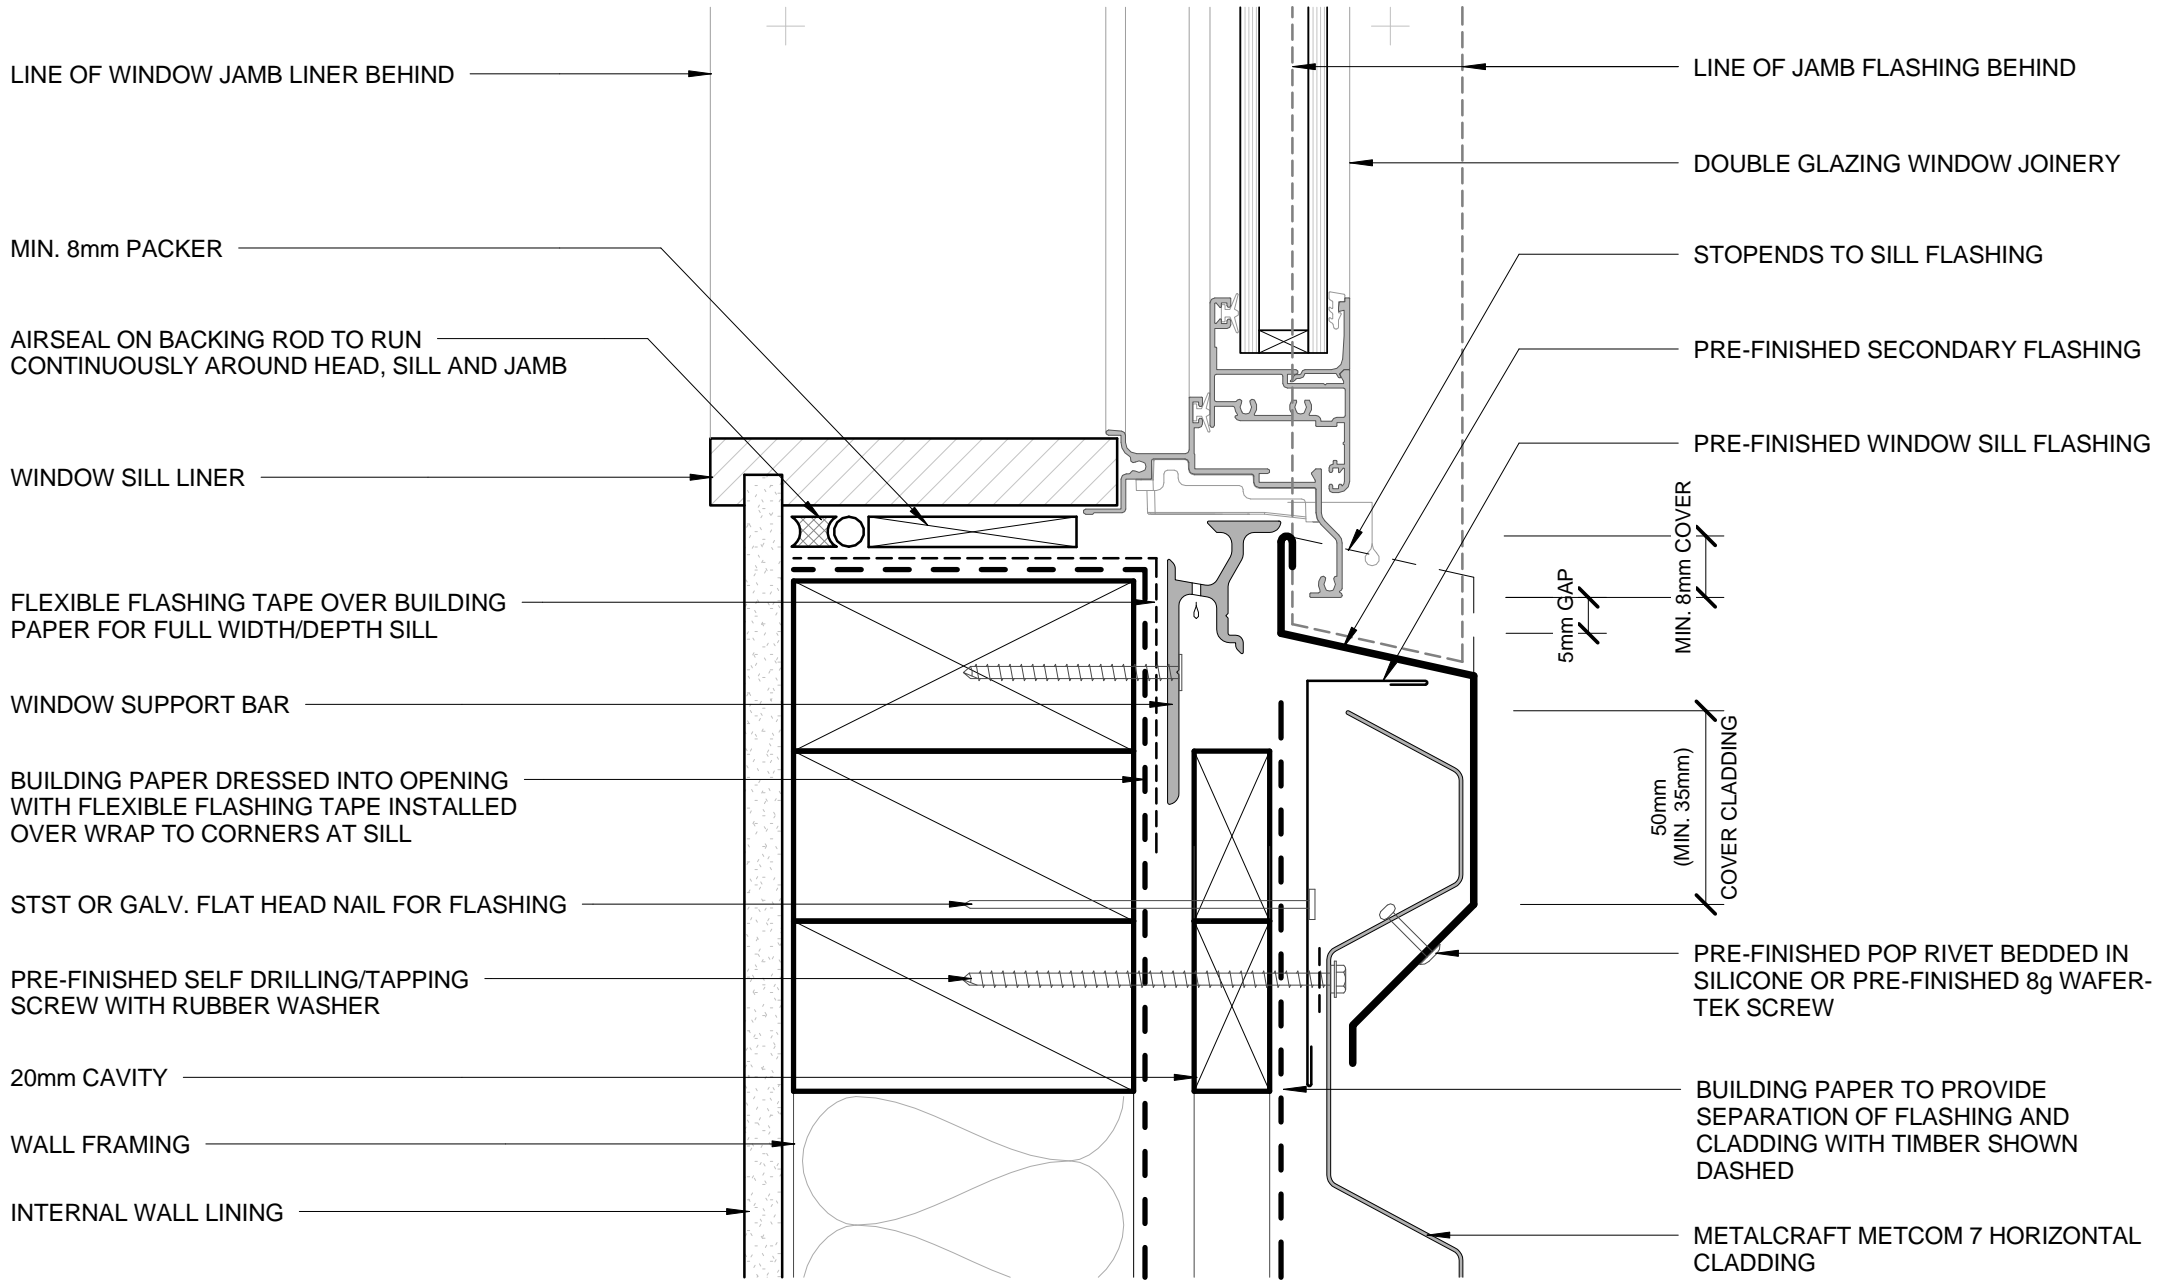 LINE OF WINDOW JAMB LINER BEHIND
MIN. 8mm PACKER
AIRSEAL ON BACKING ROD TO RUN
CONTINUOUSLY AROUND HEAD, SILL AND JAMB
WINDOW SILL LINER
FLEXIBLE FLASHING TAPE OVER BUILDING
PAPER FOR FULL WIDTH/DEPTH SILL
WINDOW SUPPORT BAR
BUILDING PAPER DRESSED INTO OPENING
WITH FLEXIBLE FLASHING TAPE INSTALLED
OVER WRAP TO CORNERS AT SILL
STST OR GALV. FLAT HEAD NAIL FOR FLASHING
PRE-FINISHED SELF DRILLING/TAPPING
SCREW WITH RUBBER WASHER
20mm CAVITY
WALL FRAMING
INTERNAL WALL LINING
LINE OF JAMB FLASHING BEHIND
DOUBLE GLAZING WINDOW JOINERY
STOPENDS TO SILL FLASHING
PRE-FINISHED SECONDARY FLASHING
PRE-FINISHED WINDOW SILL FLASHING
5mm GAP
MIN. 8mm COVER
50mm
(MIN. 35mm)
COVER CLADDING
PRE-FINISHED POP RIVET BEDDED IN
SILICONE OR PRE-FINISHED 8g WAFER-
TEK SCREW
BUILDING PAPER TO PROVIDE
SEPARATION OF FLASHING AND
CLADDING WITH TIMBER SHOWN
DASHED
METALCRAFT METCOM 7 HORIZONTAL
CLADDING